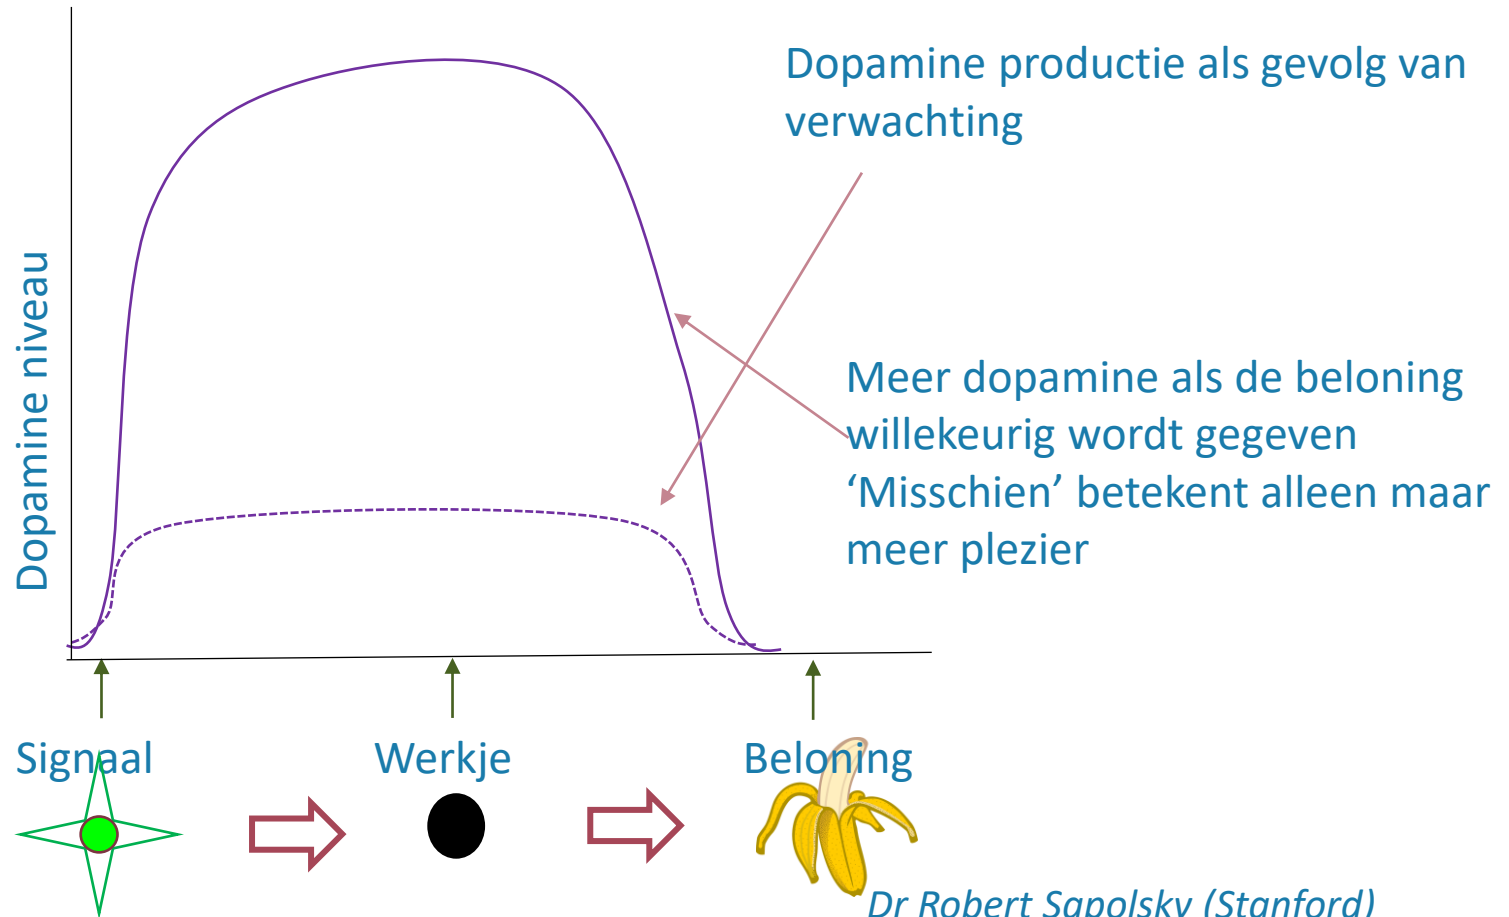 Dopamine productie als gevolg van
verwachting
Dopamine niveau
Meer dopamine als de beloning
willekeurig wordt gegeven
‘Misschien’ betekent alleen maar
meer plezier
Signaal
Werkje
Beloning
Dr Robert Sapolsky (Stanford)